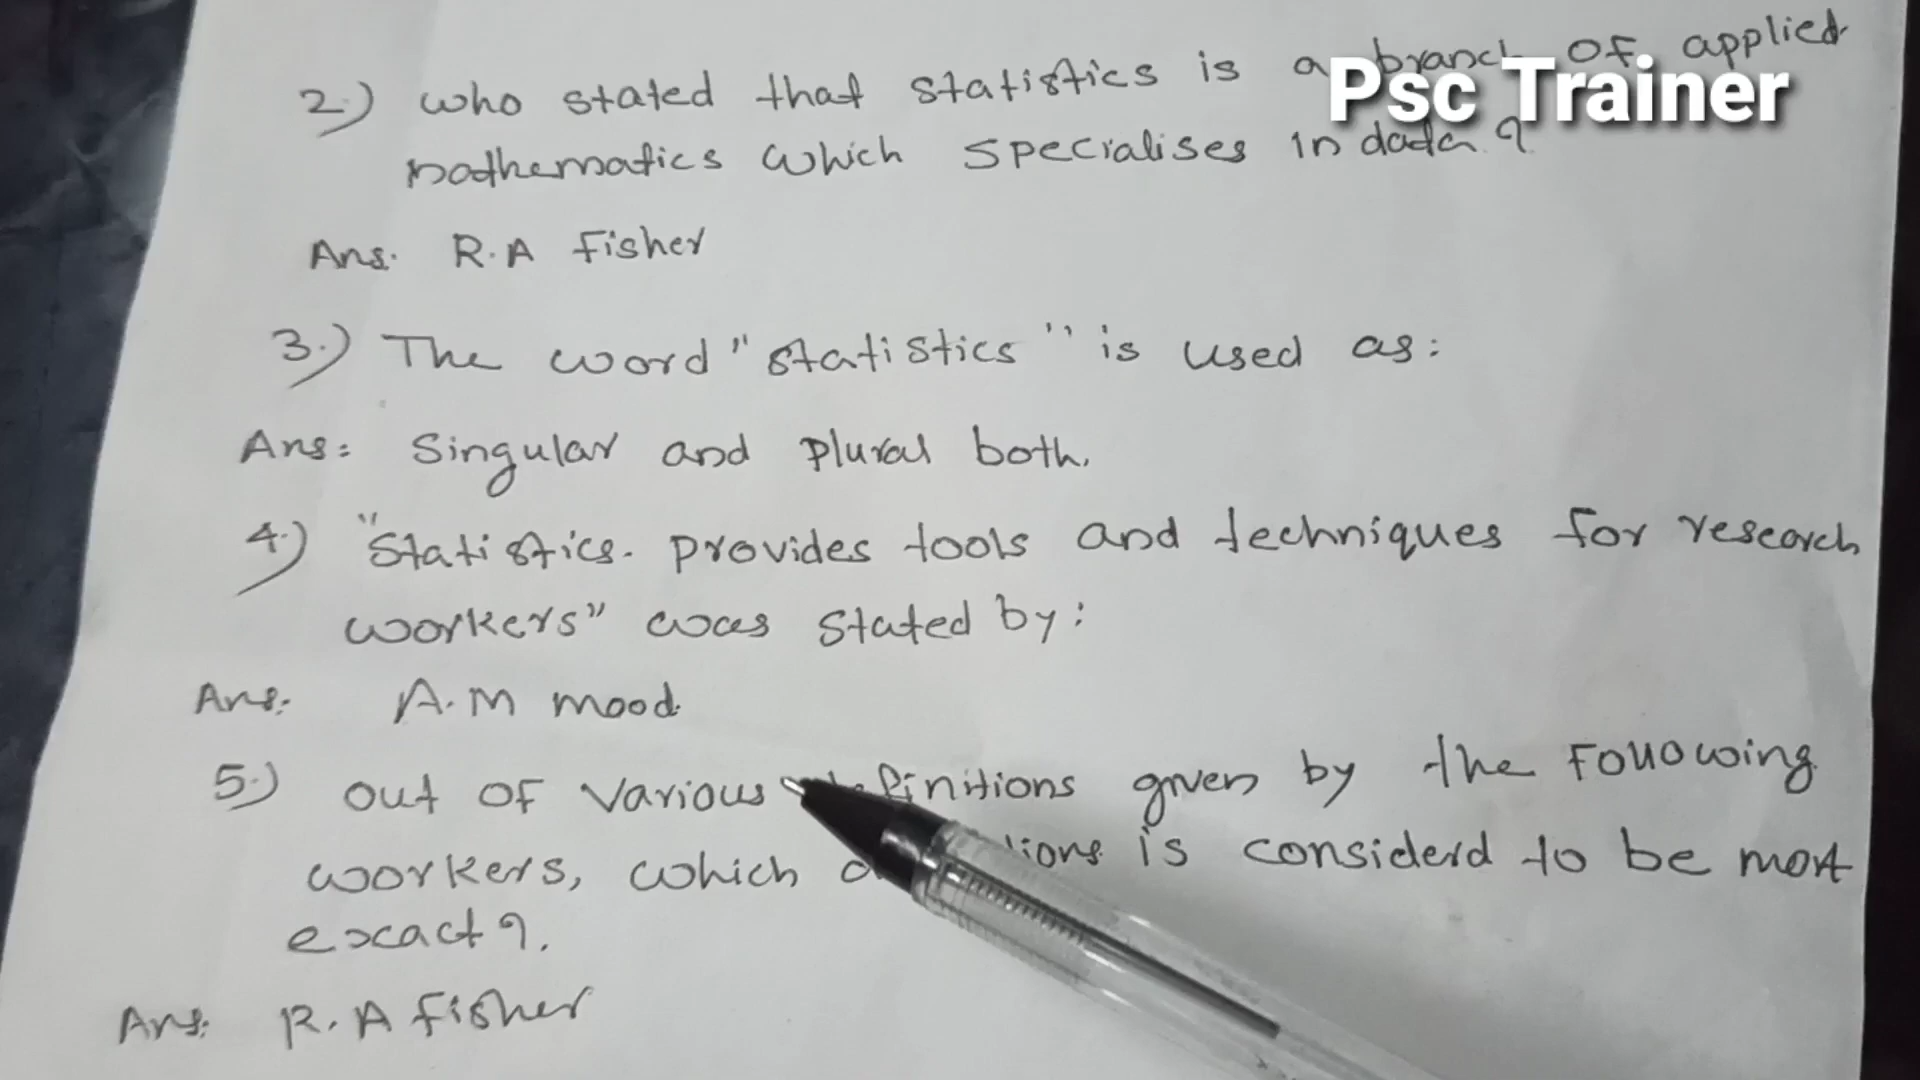 2.) who stated that statistics is a branch of applied
Psc Trainer
mathematics which specialises in data ?
Ans. R.A Fisher
3.) The word "statistics" is used as:
Ans: Singular and plural both.
4.) "Statistics. provides tools and techniques for research
workers" was stated by:
Ans: A.M mood.
5.) out of various definitions given by the Following
workers, which is considerd to be most
exact ?.
Ans: R.A fisher